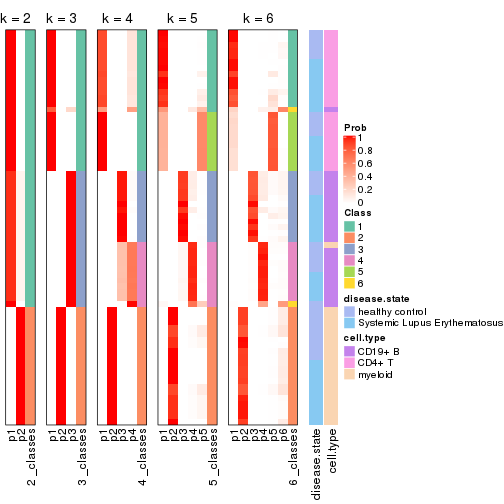 k = 2
k = 3
k = 4
k = 5
k = 6
p1
p2
2_classes
p1
p2
p3
3_classes
p1
p2
p3
p4
4_classes
p1
p2
p3
p4
p5
5_classes
p1
p2
p3
p4
p5
p6
6_classes
disease.state
cell.type
Prob
1
0.8
0.6
0.4
0.2
0
Class
1
2
3
4
5
6
disease.state
healthy control
Systemic Lupus Erythematosus
cell.type
CD19+ B
CD4+ T
myeloid